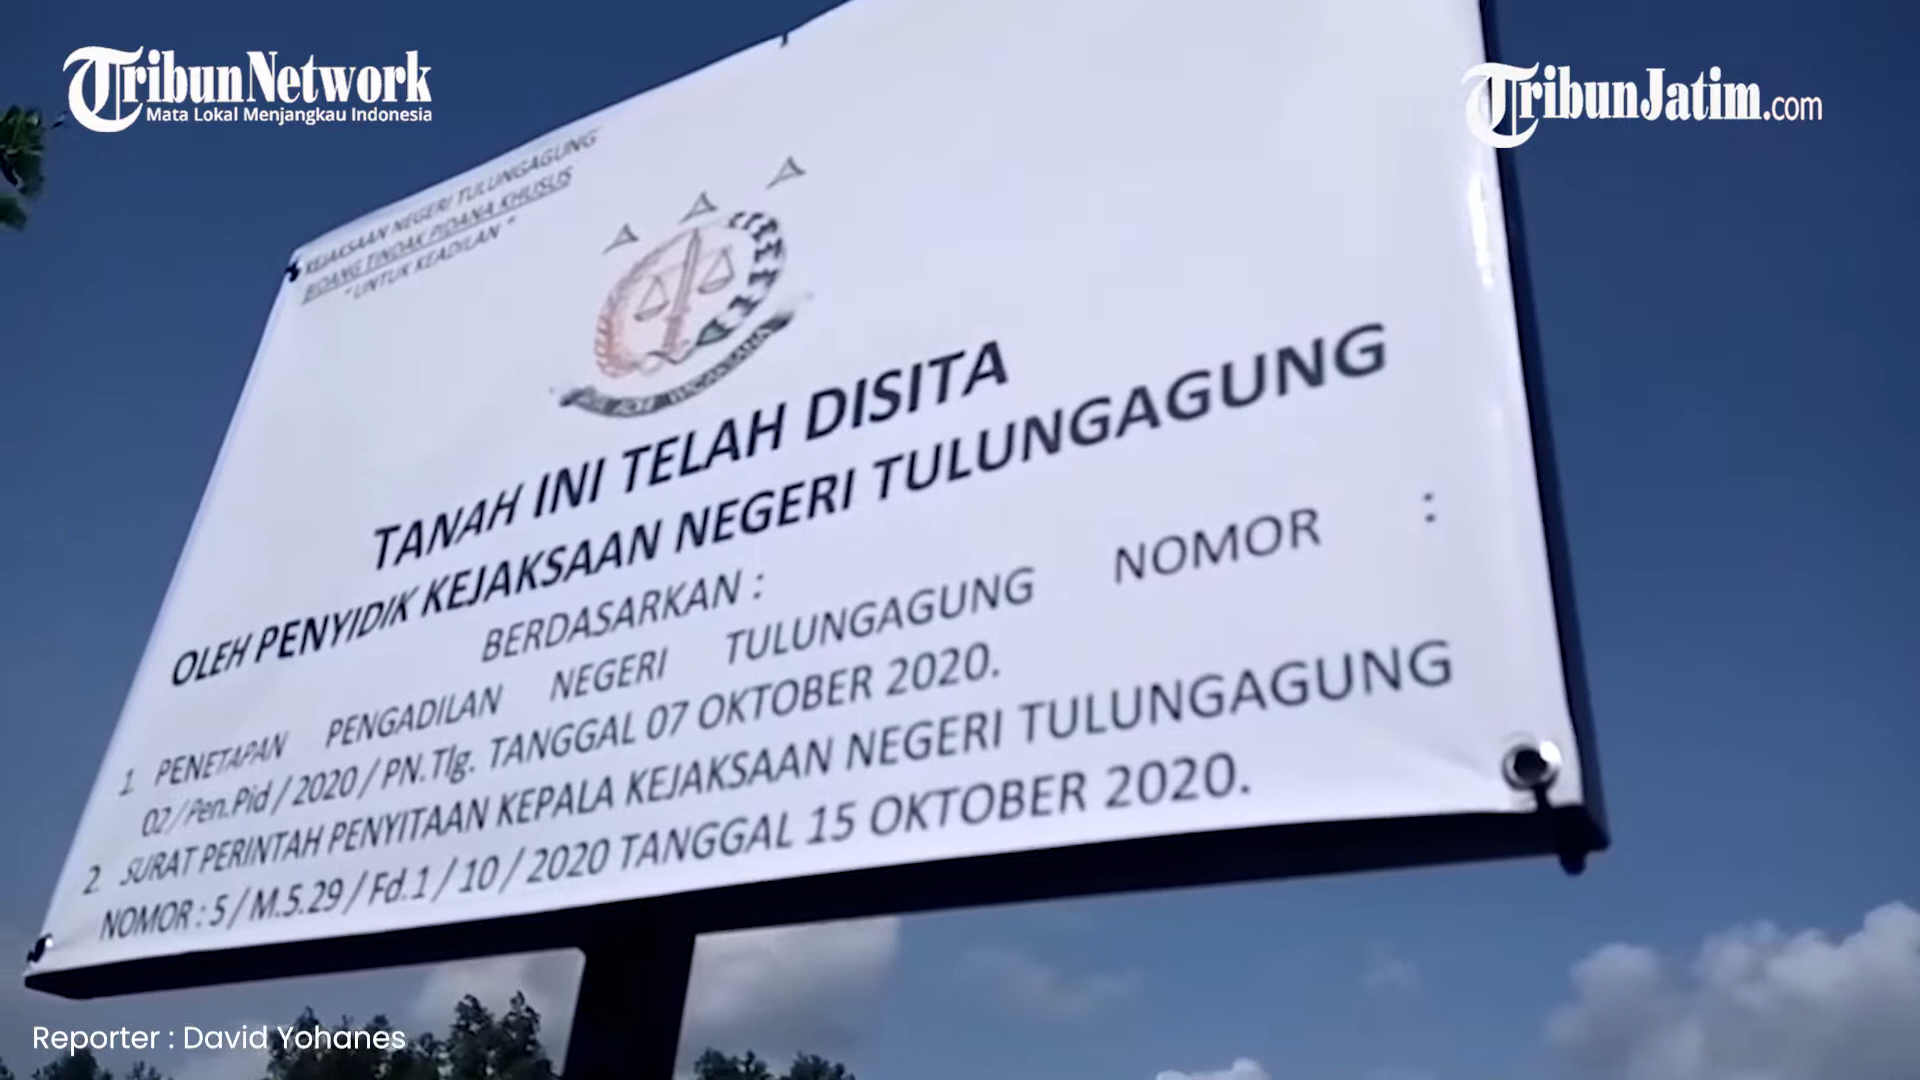 TribunNetwork
Mata Lokal Menjangkau Indonesia
TribunJatim.com
KEJAKSAAN NEGERI TULUNGAGUNG
BIDANG TINDAK PIDANA KHUSUS
"UNTUK KEADILAN"
TANAH INI TELAH DISITA
OLEH PENYIDIK KEJAKSAAN NEGERI TULUNGAGUNG
BERDASARKAN :
1. PENETAPAN PENGADILAN NEGERI TULUNGAGUNG NOMOR :
02/Pen.Pid/2020/PN.Tlg. TANGGAL 07 OKTOBER 2020.
2. SURAT PERINTAH PENYITAAN KEPALA KEJAKSAAN NEGERI TULUNGAGUNG
NOMOR : 5/M.5.29/Fd.1/10/2020 TANGGAL 15 OKTOBER 2020.
Reporter : David Yohanes